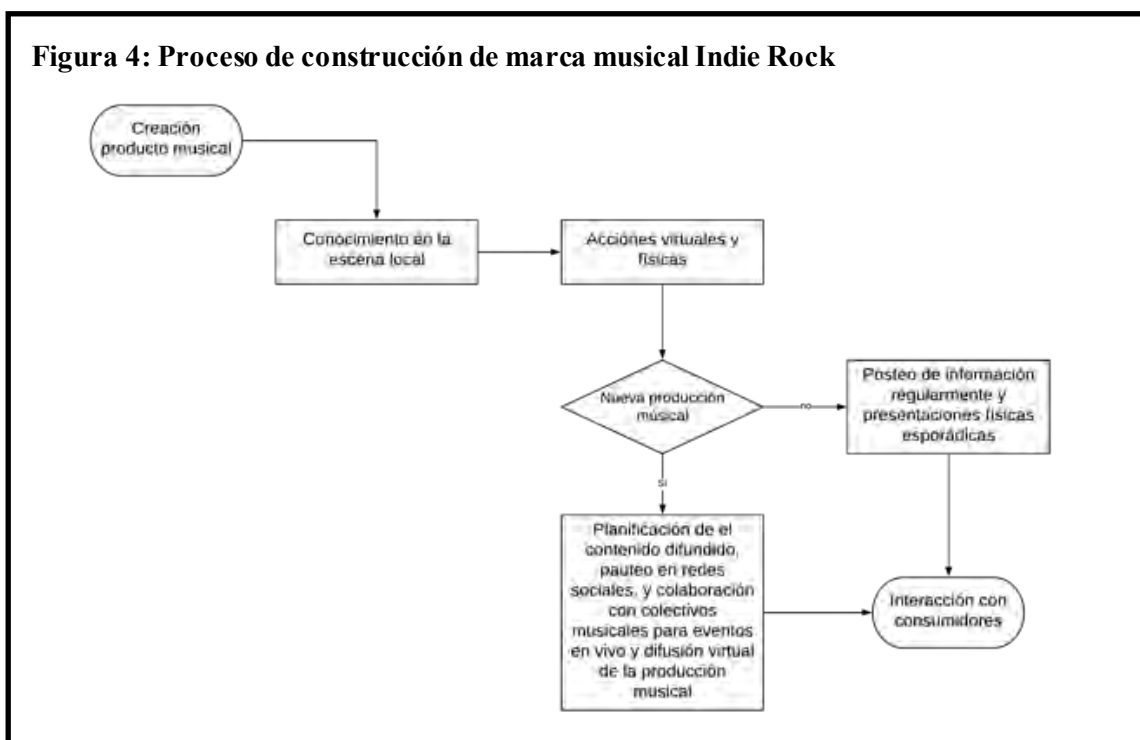 Figura 4: Proceso de construcción de marca musical Indie Rock
Creación
producto musical
Conocimiento en la
escena local
Acciones virtuales y
físicas
Nueva producción
músical
no
Posteo de información
regularmente y
presentaciones físicas
esporádicas
si
Planificación de el
contenido difundido,
pauteo en redes
sociales, y colaboración
con colectivos
musicales para eventos
en vivo y difusión virtual
de la producción
musical
Interacción con
consumidores